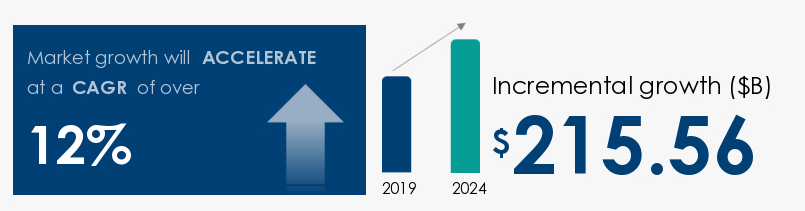 Market growth will ACCELERATE
at a CAGR of over
12%
2019
2024
Incremental growth ($B)
$215.56